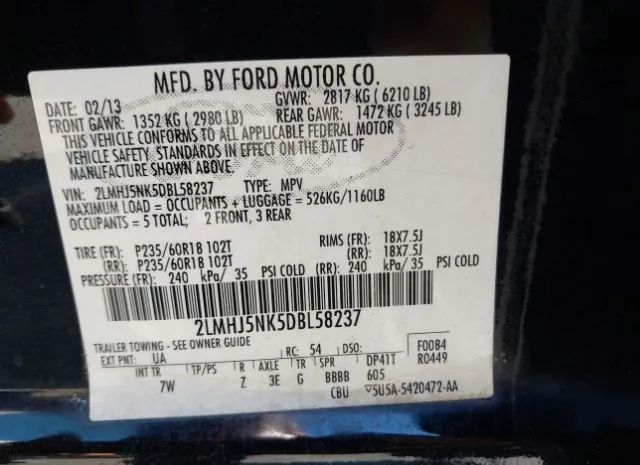 MFD. BY FORD MOTOR CO.
DATE: 02/13 GVWR: 2817 KG ( 6210 LB)
FRONT GAWR: 1352 KG ( 2980 LB) REAR GAWR: 1472 KG ( 3245 LB)
THIS VEHICLE CONFORMS TO ALL APPLICABLE FEDERAL MOTOR
VEHICLE SAFETY STANDARDS IN EFFECT ON THE DATE OF
MANUFACTURE SHOWN ABOVE.
VIN: 2LMHJ5NK5DBL58237 TYPE: MPV
MAXIMUM LOAD = OCCUPANTS + LUGGAGE = 526KG/1160LB
OCCUPANTS = 5 TOTAL; 2 FRONT, 3 REAR
TIRE (FR): P235/60R18 102T RIMS (FR): 18X7.5J
(RR): P235/60R18 102T (RR): 18X7.5J
PRESSURE (FR): 240 kPa/ 35 PSI COLD (RR): 240 kPa/ 35 PSI COLD
2LMHJ5NK5DBL58237
TRAILER TOWING - SEE OWNER GUIDE
EXT PNT: UA RC: 54 DSO: F0084
INT TR TP/PS R AXLE TR SPR DP41T R0449
7W Z 3E G BBBB 605
CBU 5U5A-5420472-AA